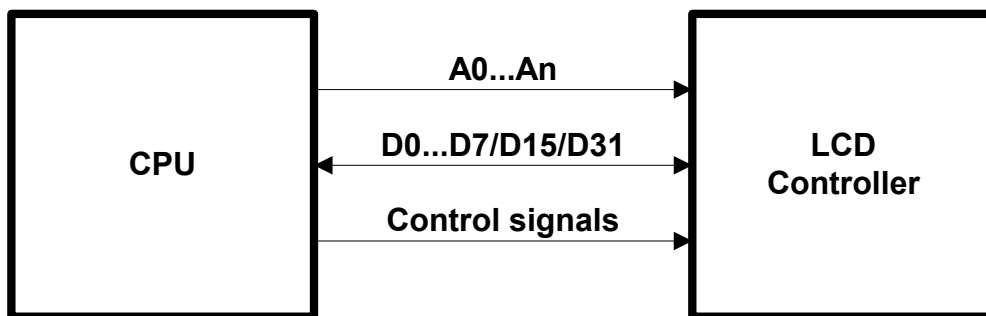 A0...An
CPU
D0...D7/D15/D31
LCD
Controller
Control signals